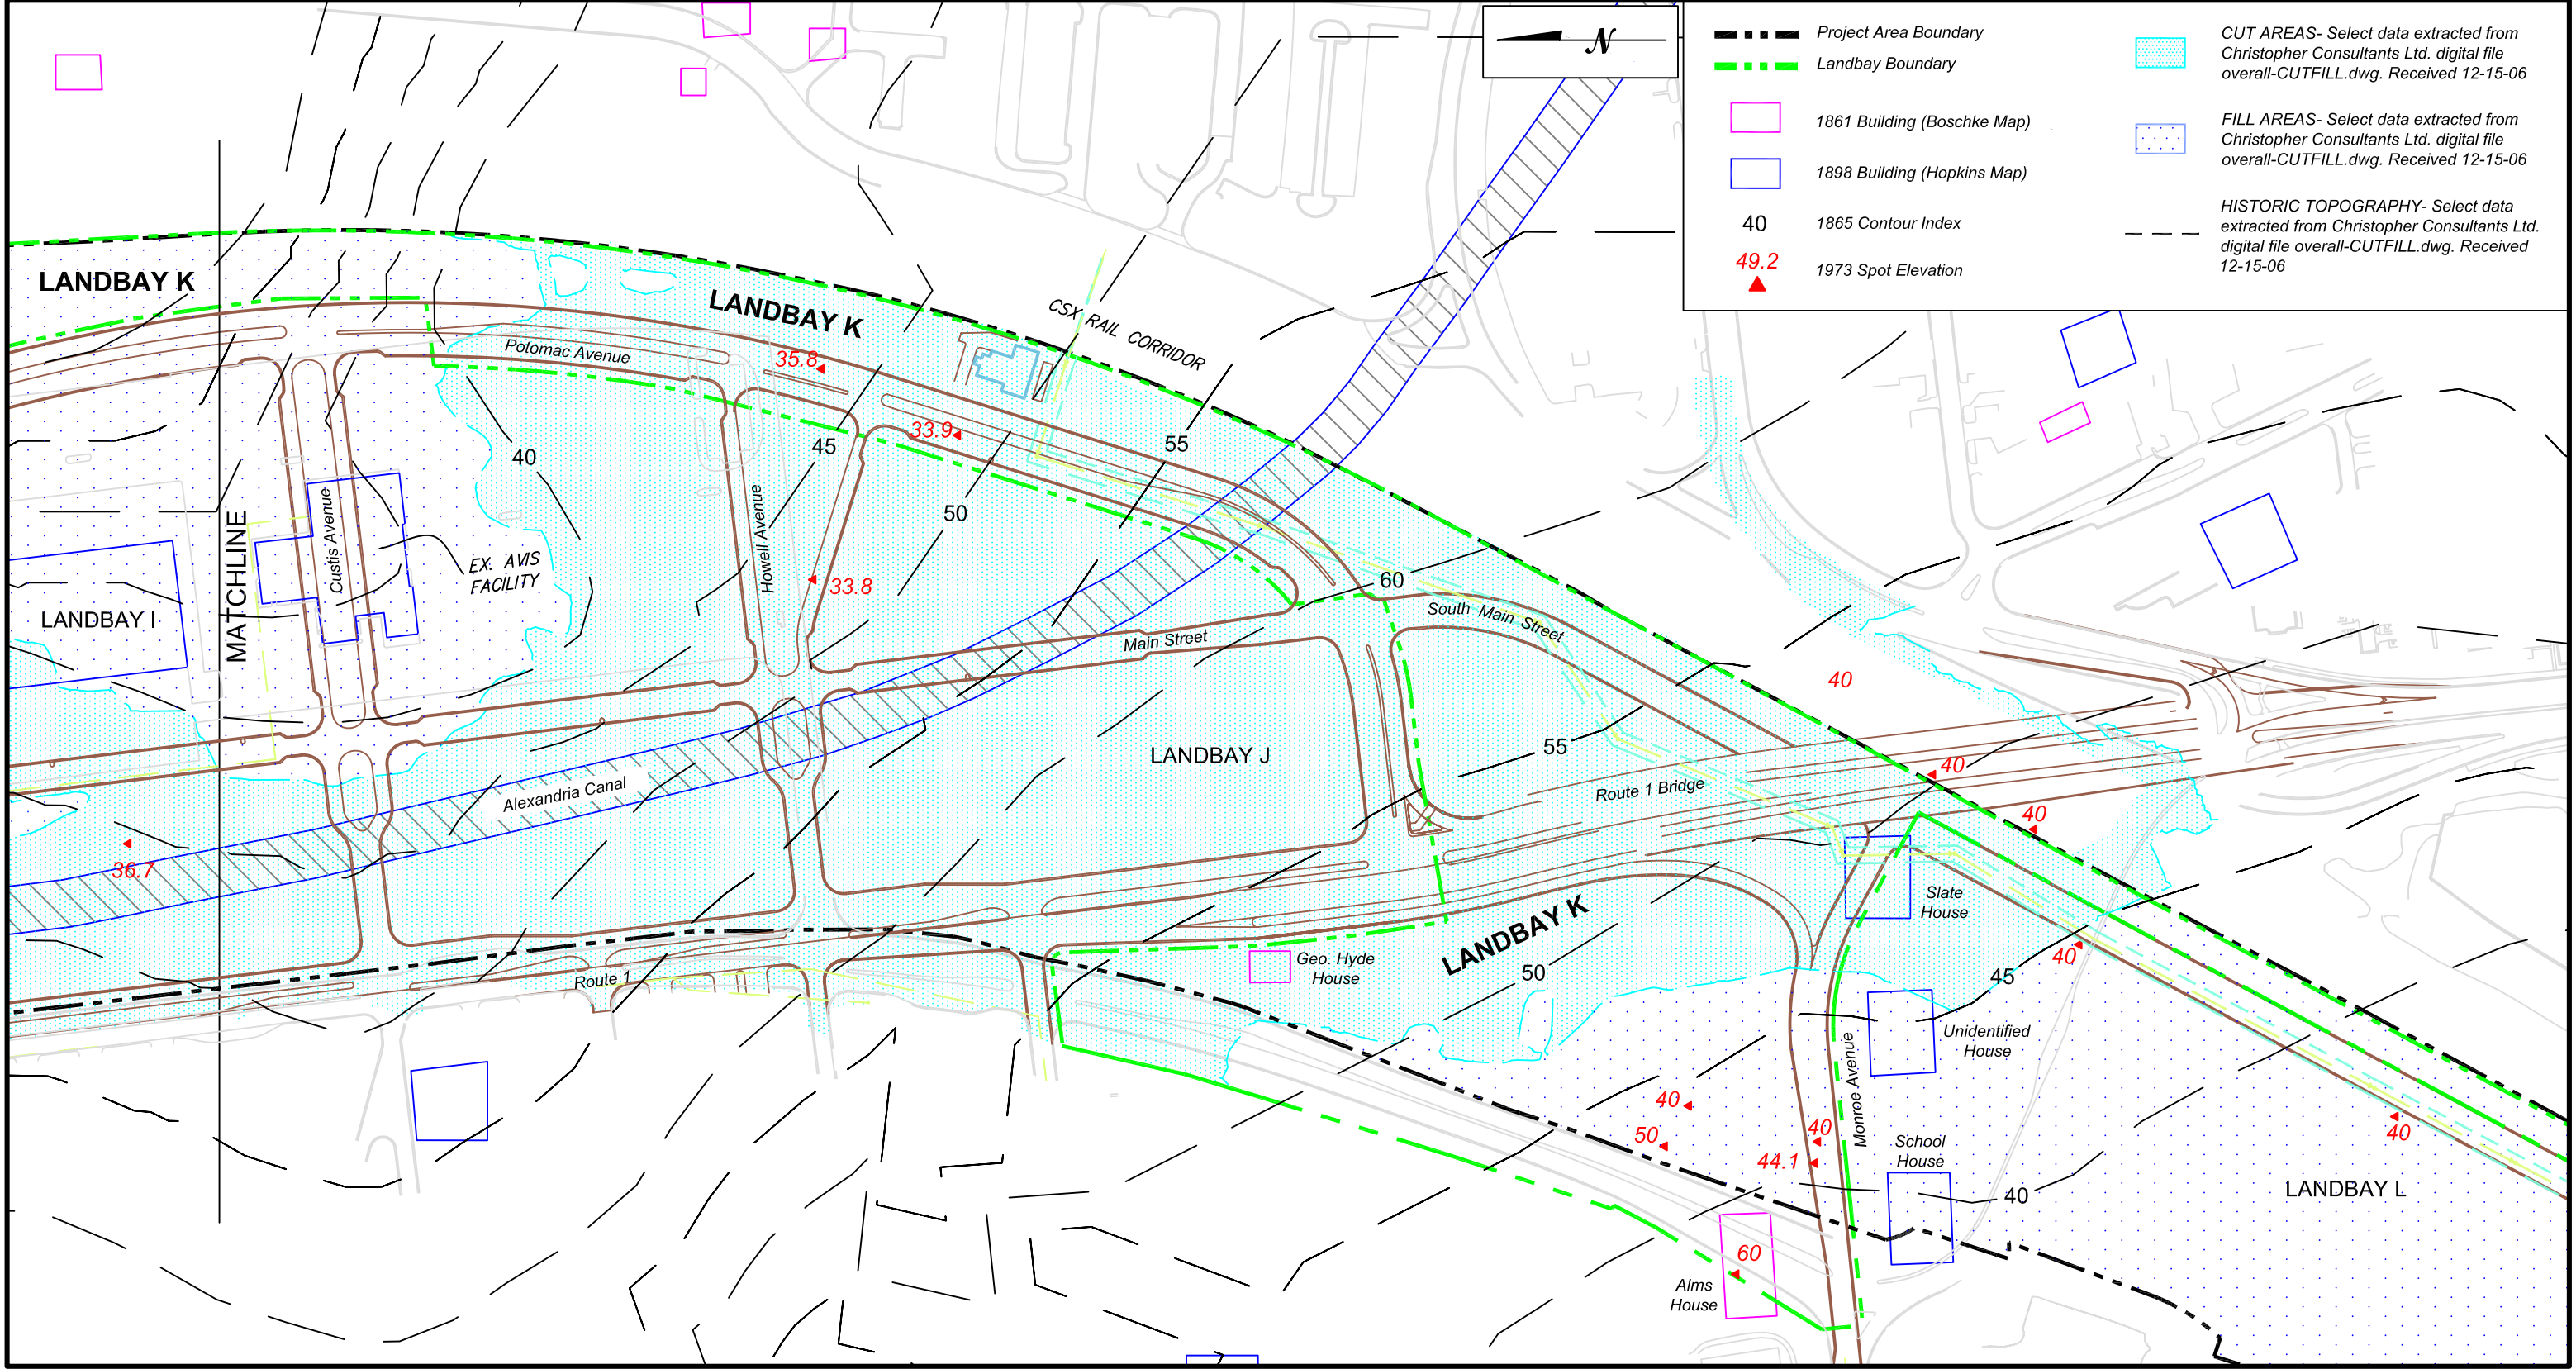 N
Project Area Boundary
Landbay Boundary
1861 Building (Boschke Map)
1898 Building (Hopkins Map)
40
1865 Contour Index
49.2
1973 Spot Elevation
CUT AREAS- Select data extracted from
Christopher Consultants Ltd. digital file
overall-CUTFILL.dwg. Received 12-15-06
FILL AREAS- Select data extracted from
Christopher Consultants Ltd. digital file
overall-CUTFILL.dwg. Received 12-15-06
HISTORIC TOPOGRAPHY- Select data
extracted from Christopher Consultants Ltd.
digital file overall-CUTFILL.dwg. Received
12-15-06
LANDBAY K
LANDBAY K
CSX RAIL CORRIDOR
Potomac Avenue
35.8
33.9
45
55
40
50
MATCHLINE
Custis Avenue
Howell Avenue
EX. AVIS
FACILITY
33.8
60
LANDBAY I
South Main Street
Main Street
40
55
LANDBAY J
40
Route 1 Bridge
Alexandria Canal
40
36.7
Slate
House
LANDBAY K
40
Geo. Hyde
House
50
45
Route 1
Unidentified
House
Monroe Avenue
40
40
50
40
44.1
School
House
40
LANDBAY L
60
Alms
House